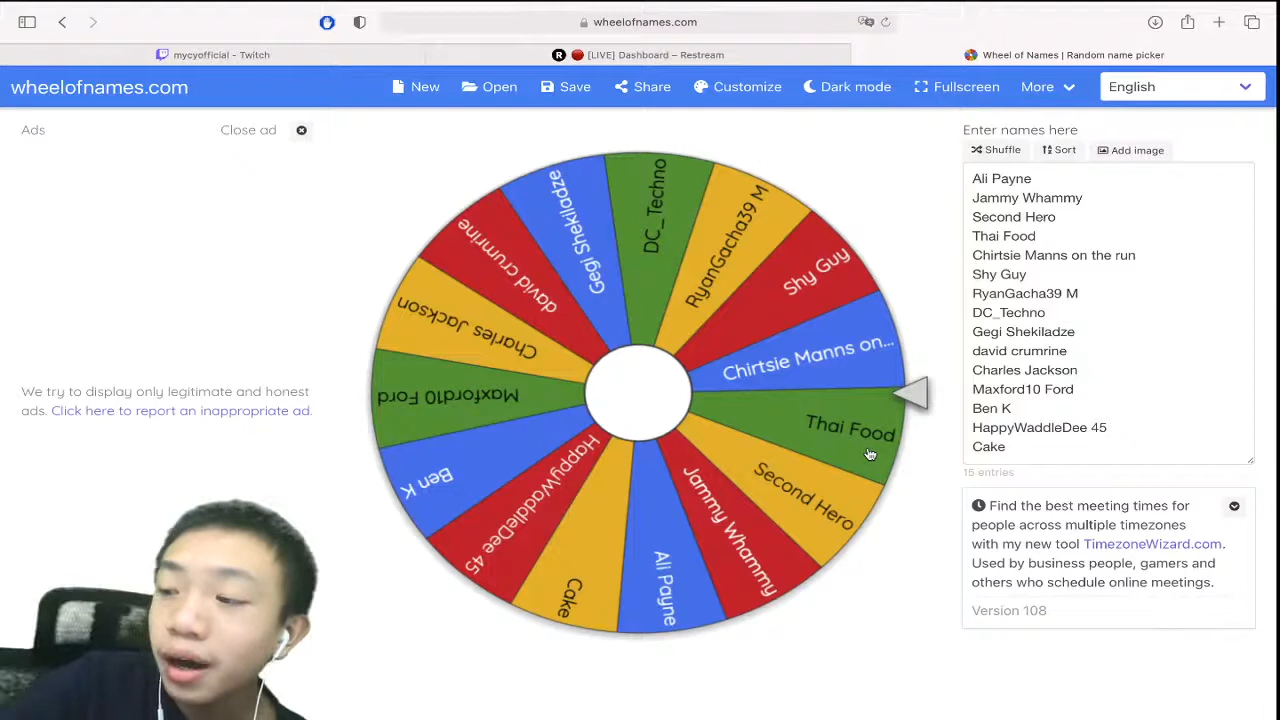 wheelofnames.com
mycyofficial - Twitch
R
[LIVE] Dashboard – Restream
Wheel of Names | Random name picker
wheelofnames.com
New
Open
Save
Share
Customize
Dark mode
Fullscreen
More
English
Ads
Close ad
We try to display only legitimate and honest
ads. Click here to report an inappropriate ad.
DC_Techno
RyanGacha39 M
Shy Guy
Chirtsie Manns on...
Thai Food
Second Hero
Jammy Whammy
Ali Payne
Cake
HappyWaddleDee 45
Ben K
Maxford10 Ford
Charles Jackson
david crumrine
Gegi Shekiladze
Enter names here
Shuffle
Sort
Add image
Ali Payne
Jammy Whammy
Second Hero
Thai Food
Chirtsie Manns on the run
Shy Guy
RyanGacha39 M
DC_Techno
Gegi Shekiladze
david crumrine
Charles Jackson
Maxford10 Ford
Ben K
HappyWaddleDee 45
Cake
15 entries
Find the best meeting times for
people across multiple timezones
with my new tool TimezoneWizard.com.
Used by business people, gamers and
others who schedule online meetings.
Version 108